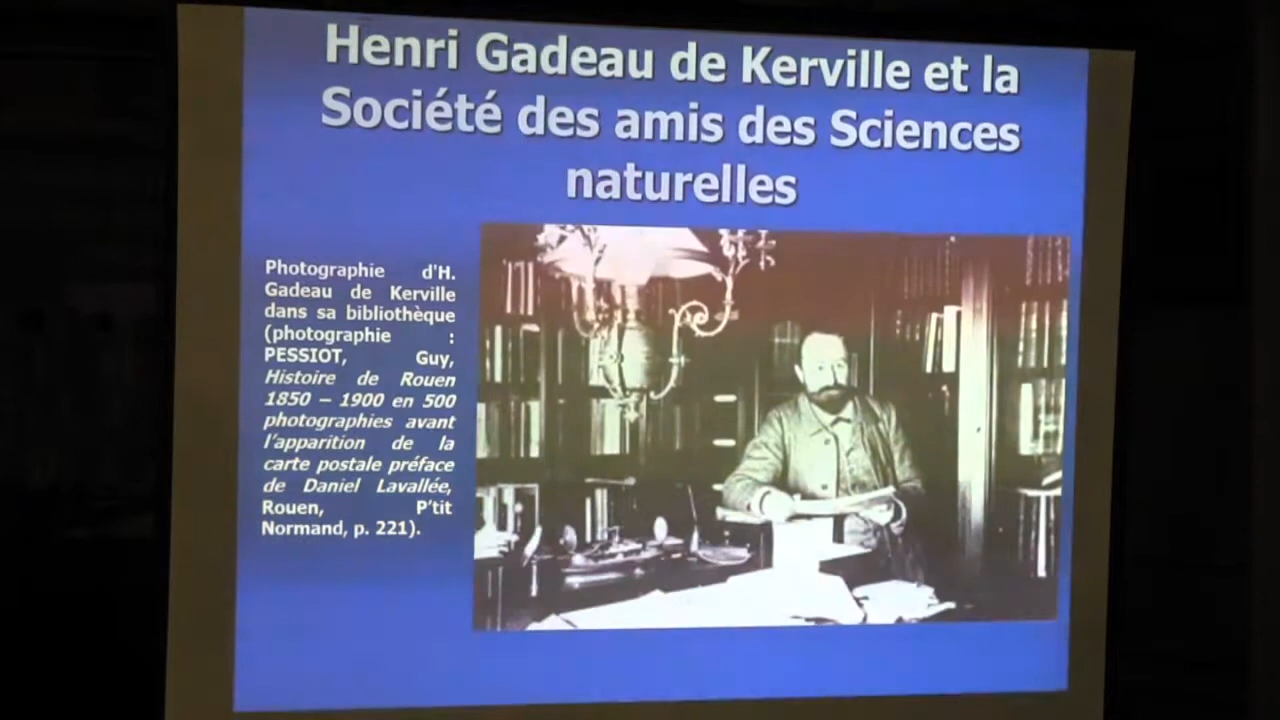 Henri Gadeau de Kerville et la
Société des amis des Sciences
naturelles
Photographie d'H.
Gadeau de Kerville
dans sa bibliothèque
(photographie :
PESSIOT, Guy,
Histoire de Rouen
1850 – 1900 en 500
photographies avant
l'apparition de la
carte postale préface
de Daniel Lavallée,
Rouen, P'tit
Normand, p. 221).